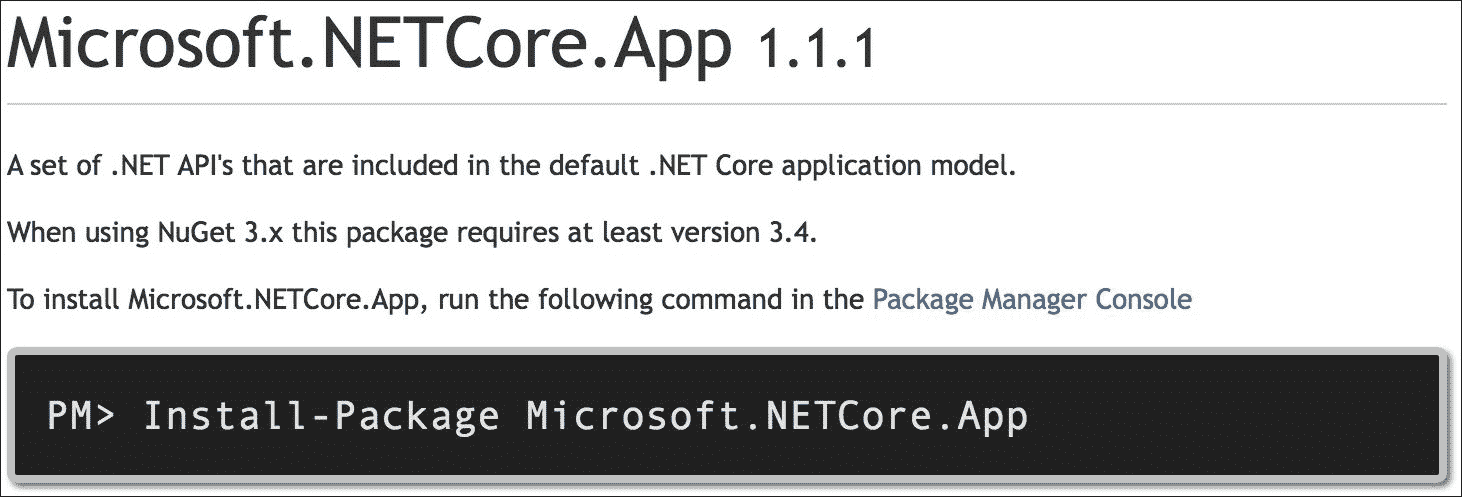 Microsoft.NETCore.App 1.1.1
A set of .NET API's that are included in the default .NET Core application model.
When using NuGet 3.x this package requires at least version 3.4.
To install Microsoft.NETCore.App, run the following command in the Package Manager Console
PM> Install-Package Microsoft.NETCore.App